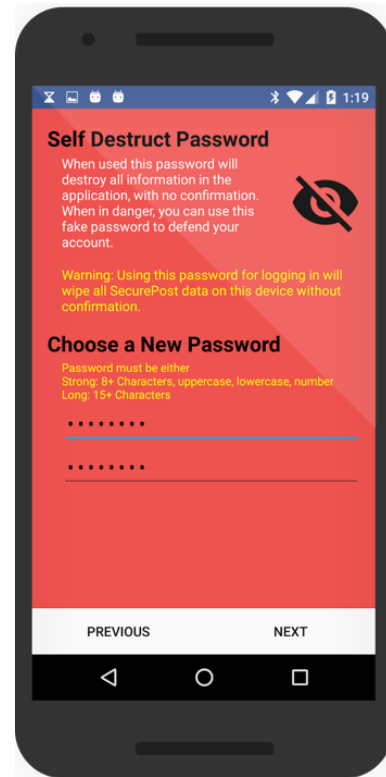 1:19
Self Destruct Password
When used this password will
destroy all information in the
application, with no confirmation.
When in danger, you can use this
fake password to defend your
account.
Warning: Using this password for logging in will
wipe all SecurePost data on this device without
confirmation.
Choose a New Password
Password must be either
Strong: 8+ Characters, uppercase, lowercase, number
Long: 15+ Characters
••••••••
••••••••
PREVIOUS NEXT